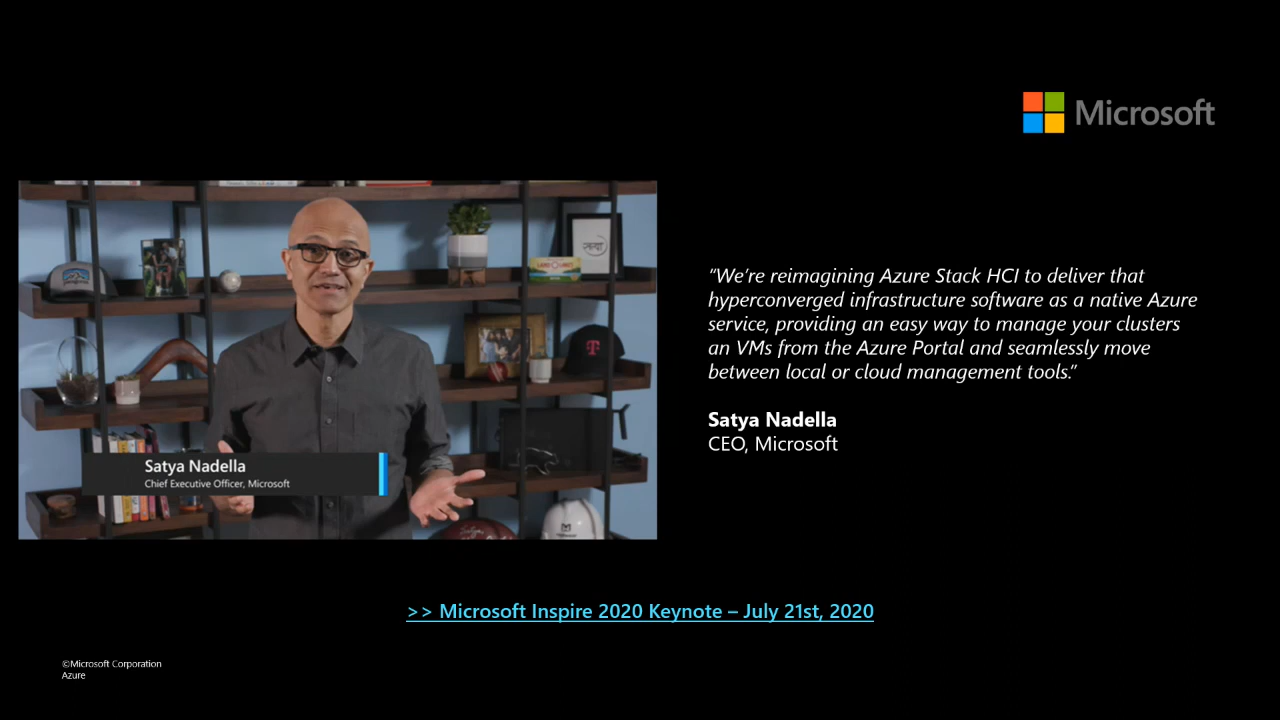 Microsoft
"We're reimagining Azure Stack HCI to deliver that
hyperconverged infrastructure software as a native Azure
service, providing an easy way to manage your clusters
an VMs from the Azure Portal and seamlessly move
between local or cloud management tools."
Satya Nadella
CEO, Microsoft
Satya Nadella
Chief Executive Officer, Microsoft
>> Microsoft Inspire 2020 Keynote – July 21st, 2020
©Microsoft Corporation
Azure